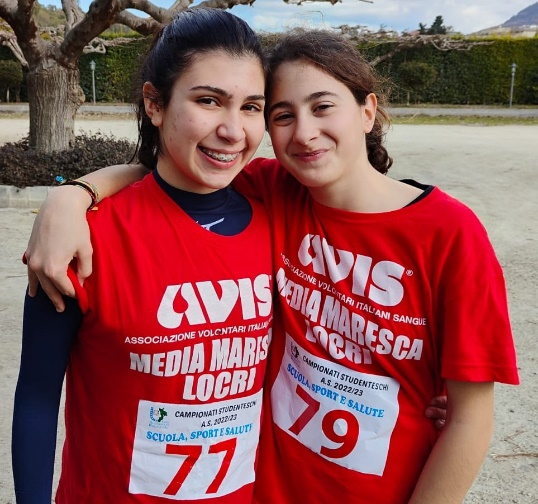 AVIS
ASSOCIAZIONE VOLONTARI ITALIANI
MEDIA MARIS
LOCRI
CAMPIONATI STUDENTESCHI
A.S. 2022/23
SCUOLA, SPORT E SALUTE
77
AVIS®
ASSOCIAZIONE VOLONTARI ITALIANI SANGUE
MEDIA MARESCA
LOCRI
CAMPIONATI STUDENTESCHI
A.S. 2022/23
SCUOLA, SPORT E SALUTE
79